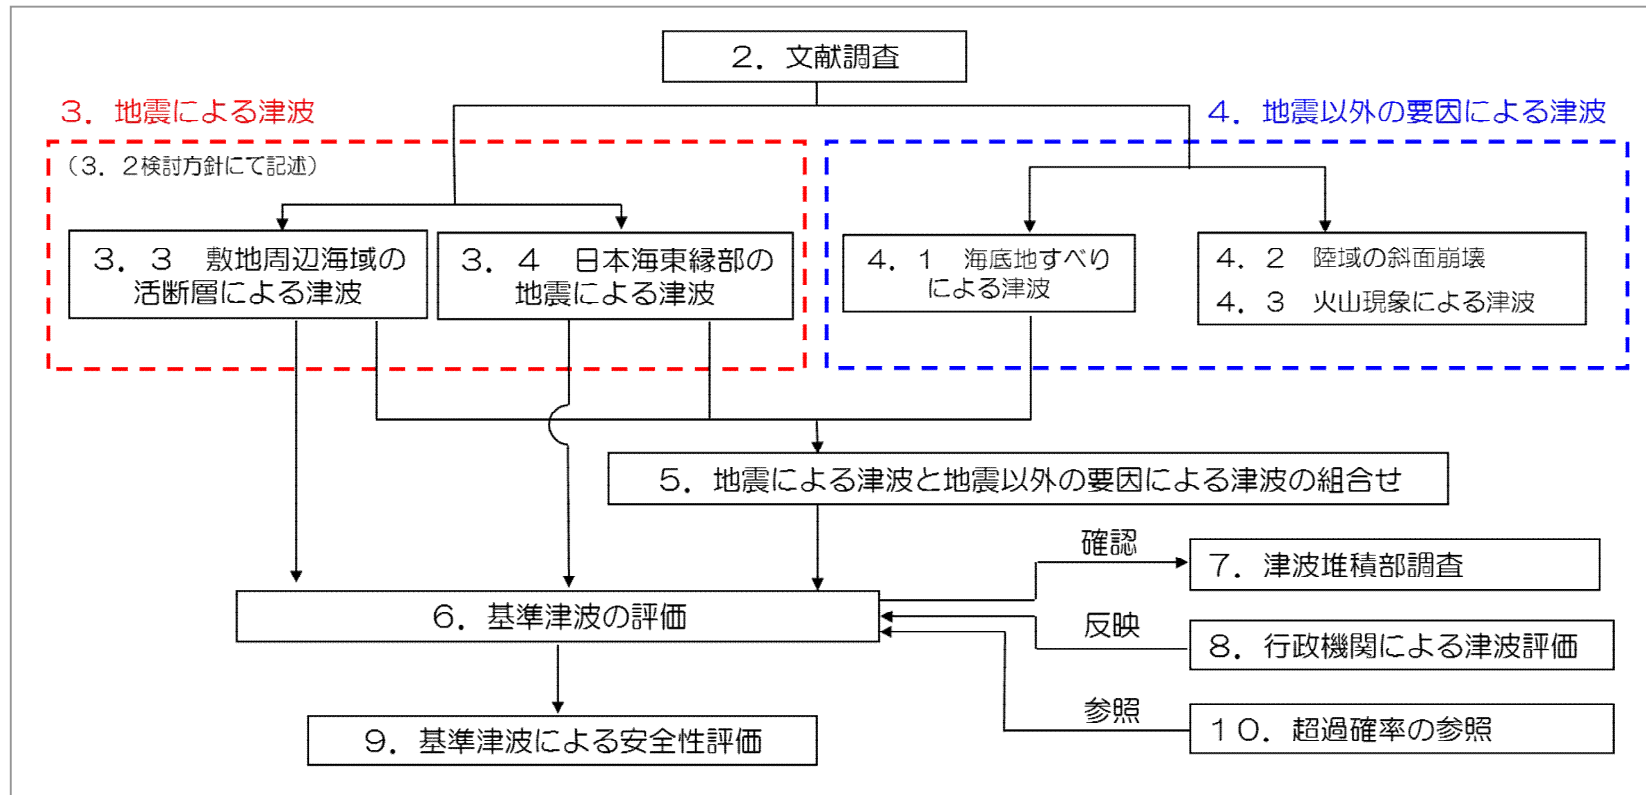 ２．文献調査
３．地震による津波
４．地震以外の要因による津波
（３．２検討方針にて記述）
３．３　敷地周辺海域の
活断層による津波
３．４　日本海東縁部の
地震による津波
４．１　海底地すべり
による津波
４．２　陸域の斜面崩壊
４．３　火山現象による津波
５．地震による津波と地震以外の要因による津波の組合せ
確認
７．津波堆積部調査
６．基準津波の評価
反映
８．行政機関による津波評価
参照
１０．超過確率の参照
９．基準津波による安全性評価